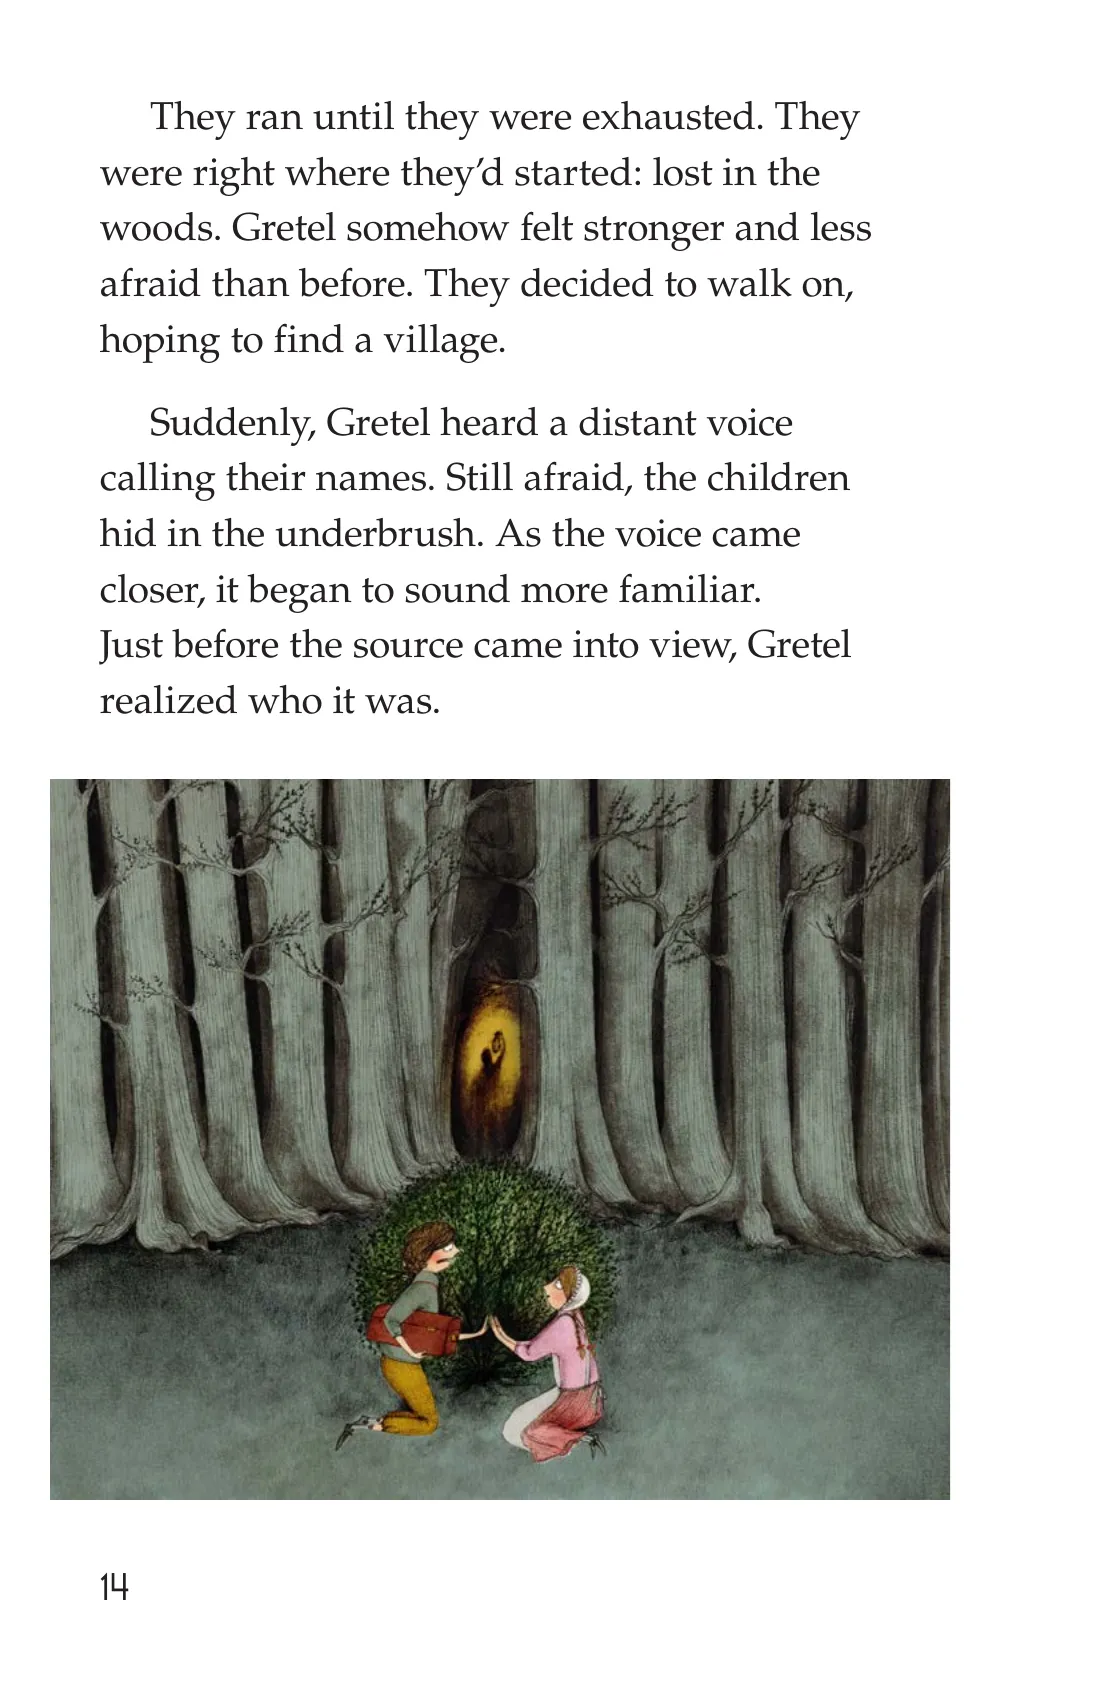 They ran until they were exhausted. They
were right where they’d started: lost in the
woods. Gretel somehow felt stronger and less
afraid than before. They decided to walk on,
hoping to find a village.
Suddenly, Gretel heard a distant voice
calling their names. Still afraid, the children
hid in the underbrush. As the voice came
closer, it began to sound more familiar.
Just before the source came into view, Gretel
realized who it was.
14